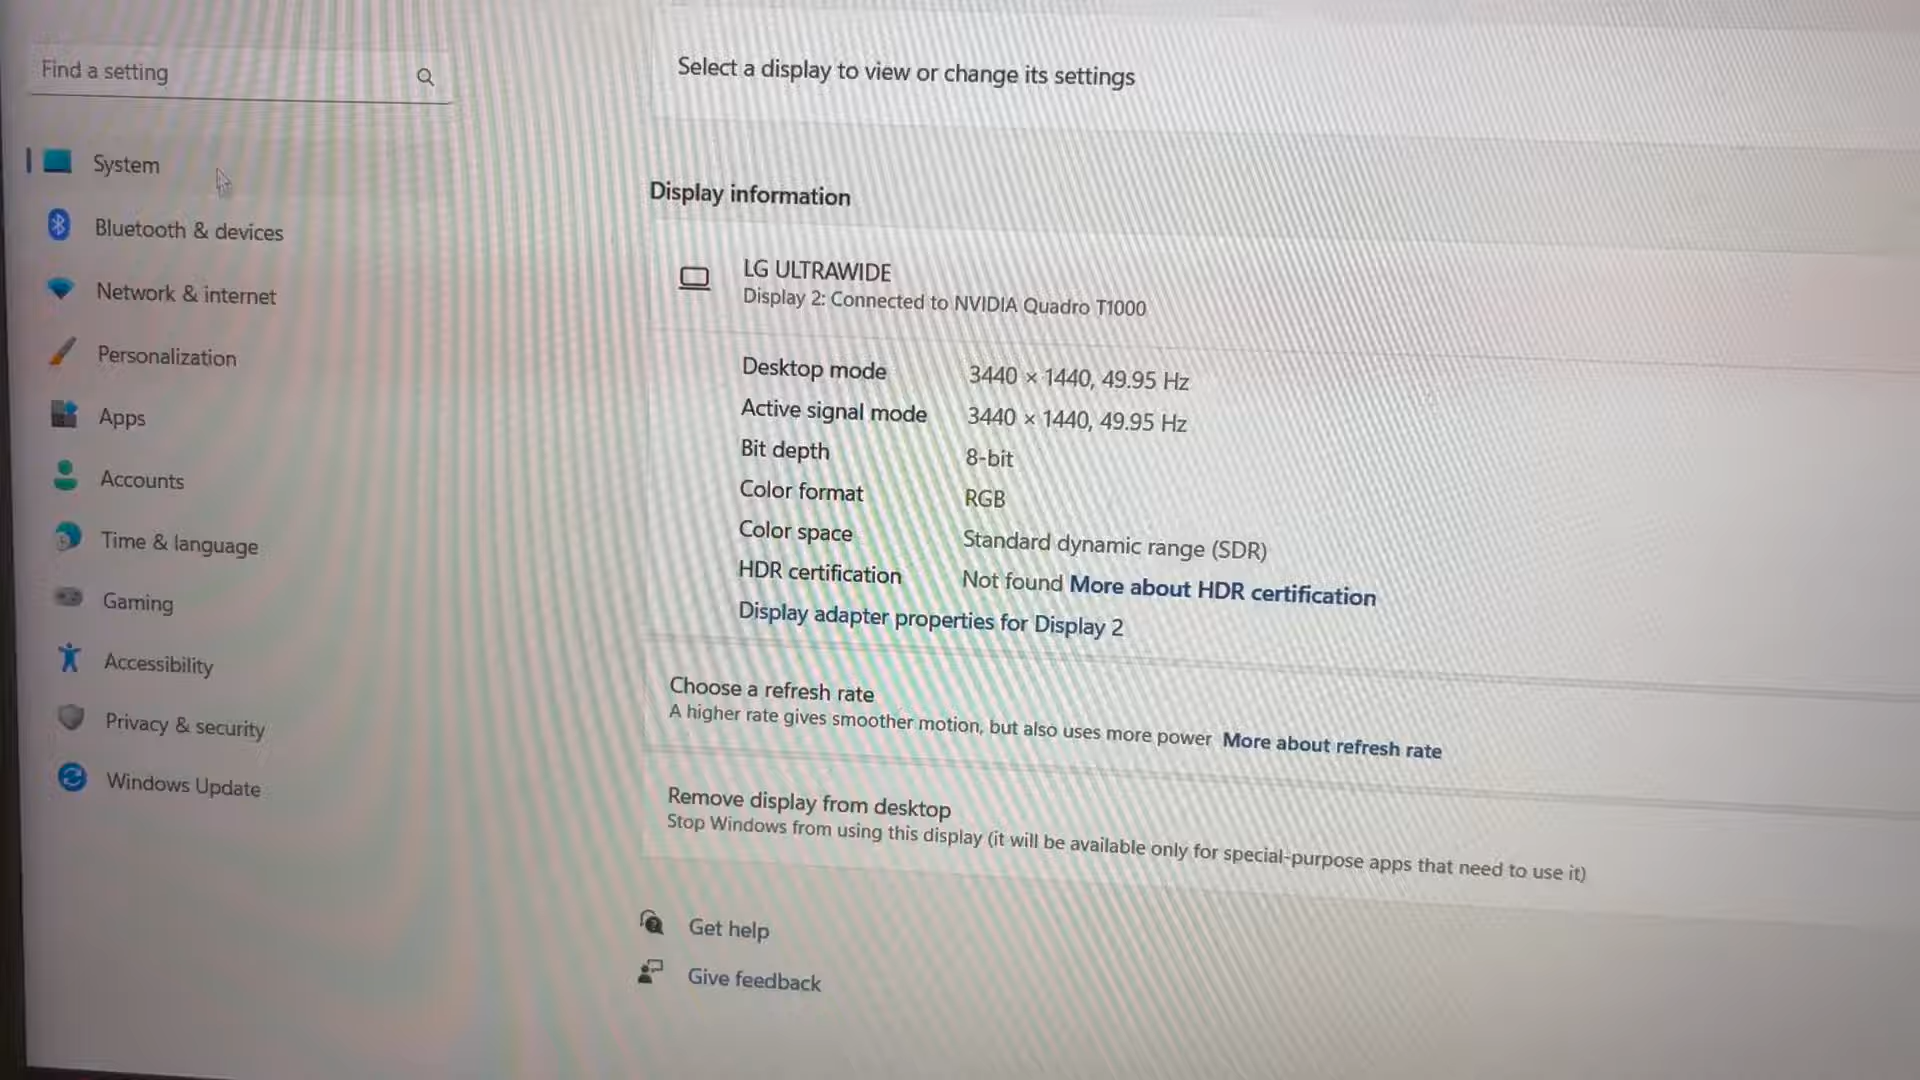 Find a setting
System
Bluetooth & devices
Network & internet
Personalization
Apps
Accounts
Time & language
Gaming
Accessibility
Privacy & security
Windows Update
Select a display to view or change its settings
Display information
LG ULTRAWIDE
Display 2: Connected to NVIDIA Quadro T1000
Desktop mode 3440 × 1440, 49.95 Hz
Active signal mode 3440 × 1440, 49.95 Hz
Bit depth 8-bit
Color format RGB
Color space Standard dynamic range (SDR)
HDR certification Not found More about HDR certification
Display adapter properties for Display 2
Choose a refresh rate
A higher rate gives smoother motion, but also uses more power More about refresh rate
Remove display from desktop
Stop Windows from using this display (it will be available only for special-purpose apps that need to use it)
Get help
Give feedback